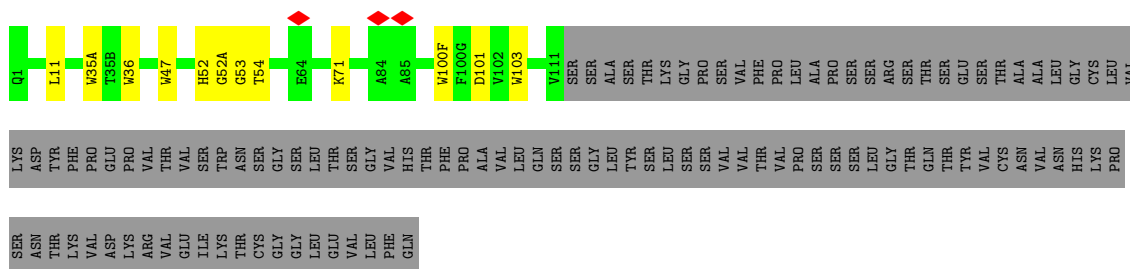 Q1 L11 W35A T35B W36 W47 H52 G52A G53 T54 E64 K71 A84 A85 W100F F100G D101 V102 W103 V111 SER SER ALA SER THR LYS GLY PRO SER VAL PHE PRO LEU ALA PRO SER SER ARG SER THR SER GLU SER THR ALA ALA LEU GLY CYS LEU VAL
LYS ASP TYR PHE PRO GLU PRO VAL THR VAL SER TRP ASN SER GLY SER LEU THR SER GLY VAL HIS THR PHE PRO ALA VAL LEU GLN SER SER GLY LEU TYR SER LEU SER SER VAL VAL THR VAL PRO SER SER SER LEU GLY THR GLN THR TYR VAL CYS ASN VAL ASN HIS LYS PRO
SER ASN THR LYS VAL ASP LYS ARG VAL GLU ILE LYS THR CYS GLY GLY LEU GLU VAL LEU PHE GLN